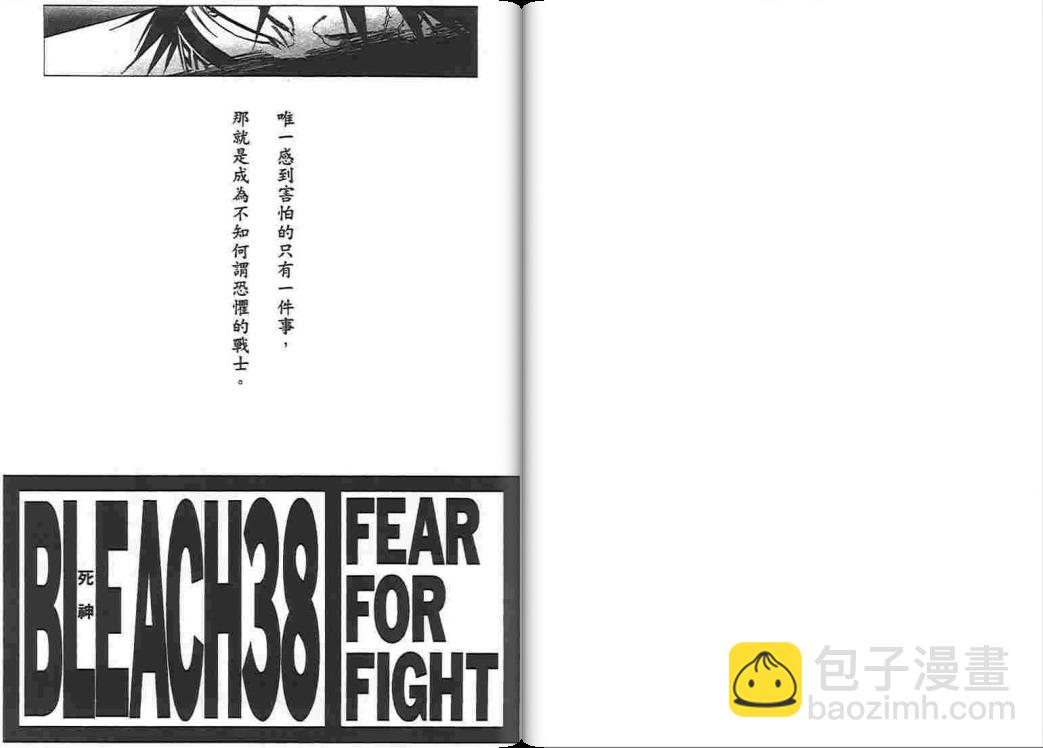 唯一感到害怕的只有一件事，
那就是成為不知何謂恐懼的戰士。
BLEACH38
死神
FEAR
FOR
FIGHT
包子漫畫
baozimh.com